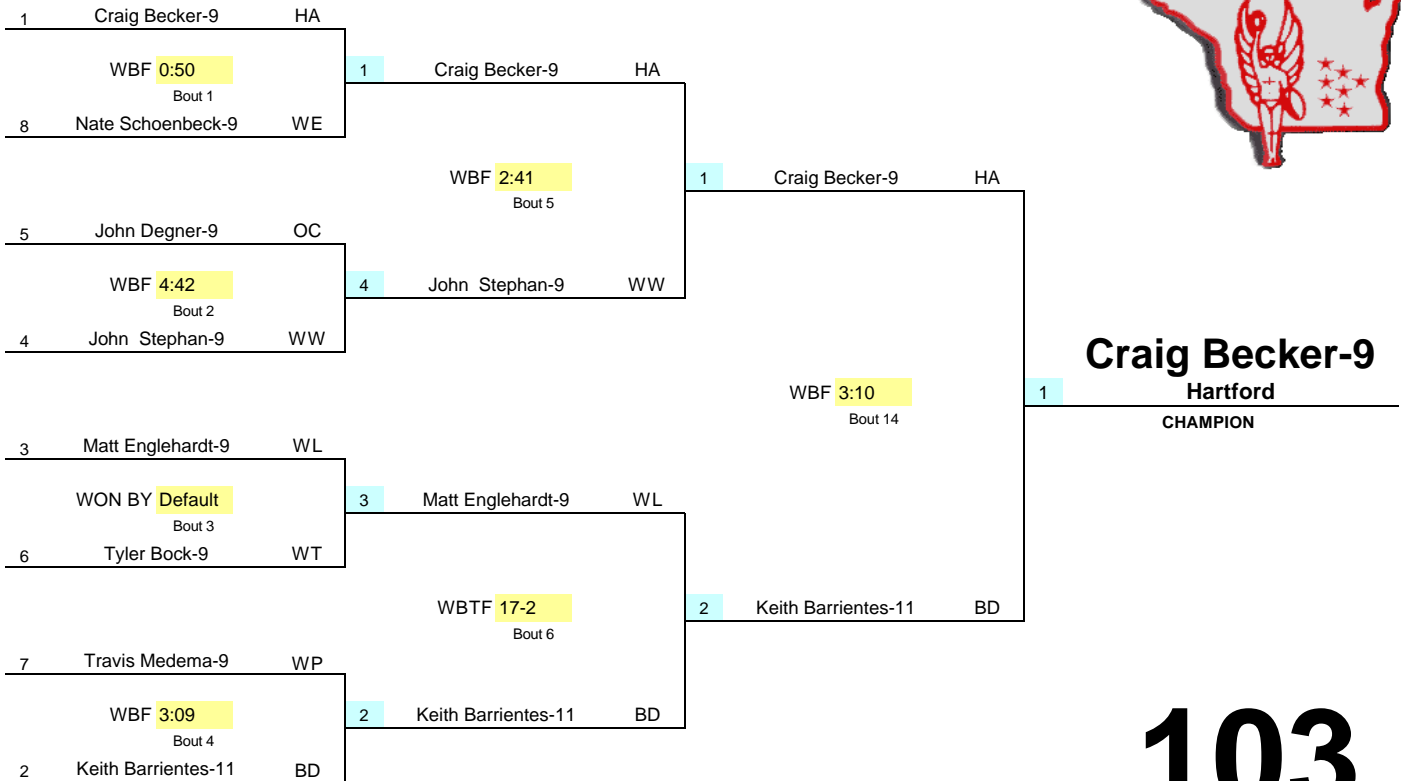 1 Craig Becker-9 HA
WBF 0:50
Bout 1
8 Nate Schoenbeck-9 WE
1 Craig Becker-9 HA
WBF 2:41
Bout 5
5 John Degner-9 OC
WBF 4:42
Bout 2
4 John Stephan-9 WW
4 John Stephan-9 WW
1 Craig Becker-9 HA
WBF 3:10
Bout 14
3 Matt Englehardt-9 WL
WON BY Default
Bout 3
6 Tyler Bock-9 WT
3 Matt Englehardt-9 WL
WBTF 17-2
Bout 6
7 Travis Medema-9 WP
WBF 3:09
Bout 4
2 Keith Barrientes-11 BD
2 Keith Barrientes-11 BD
2 Keith Barrientes-11 BD
Craig Becker-9
1 Hartford
CHAMPION
103